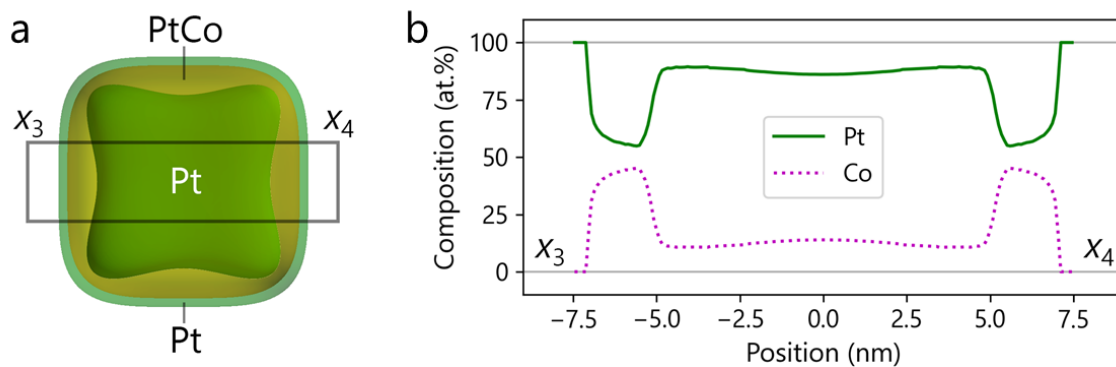 a
PtCo
X3
X4
Pt
Pt
b
Composition (at.%)
100
75
50
25
0
Pt
Co
X3
X4
−7.5
−5.0
−2.5
0.0
2.5
5.0
7.5
Position (nm)